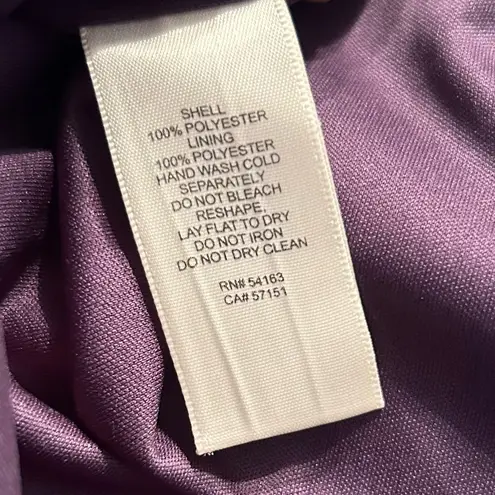 SHELL
100% POLYESTER
LINING
100% POLYESTER
HAND WASH COLD
SEPARATELY
DO NOT BLEACH
RESHAPE,
LAY FLAT TO DRY
DO NOT IRON
DO NOT DRY CLEAN
RN# 54163
CA# 57151